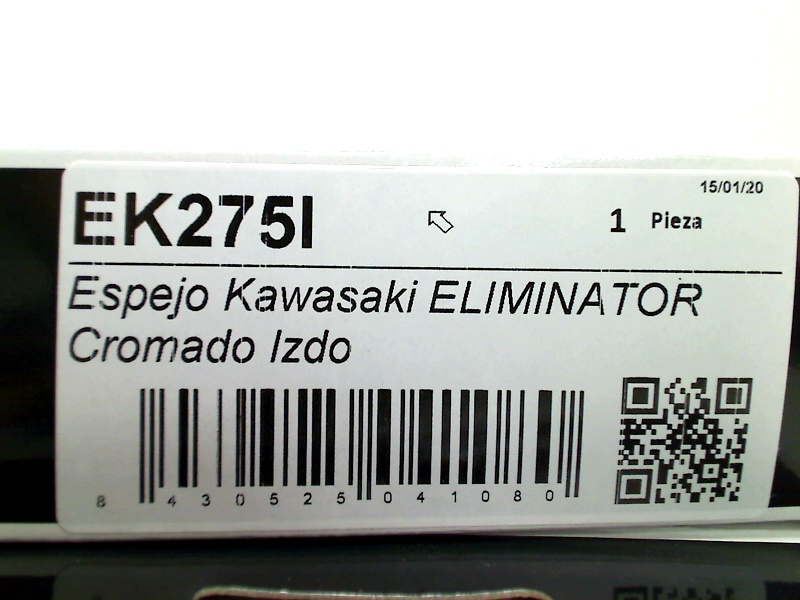 15/01/20
EK275I
1 Pieza
Espejo Kawasaki ELIMINATOR
Cromado Izdo
8 430525 041080